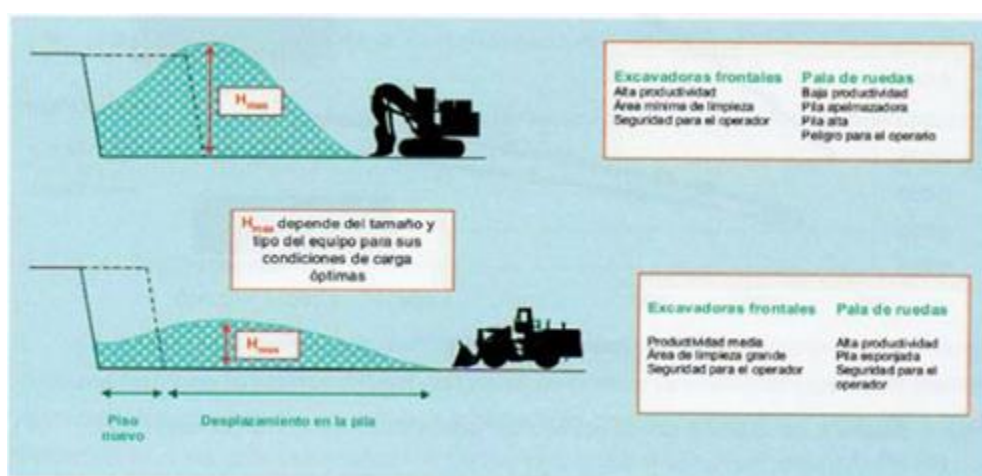 Hmax
Excavadoras frontales
Alta productividad
Área mínima de limpieza
Seguridad para el operador
Pala de ruedas
Baja productividad
Pila apelmazadora
Pila alta
Peligro para el operario
Hmax depende del tamaño y
tipo del equipo para sus
condiciones de carga
óptimas
Hmax
Excavadoras frontales
Productividad media
Área de limpieza grande
Seguridad para el operador
Pala de ruedas
Alta productividad
Pila esponjada
Seguridad para el
operador
Piso
nuevo
Desplazamiento en la pila